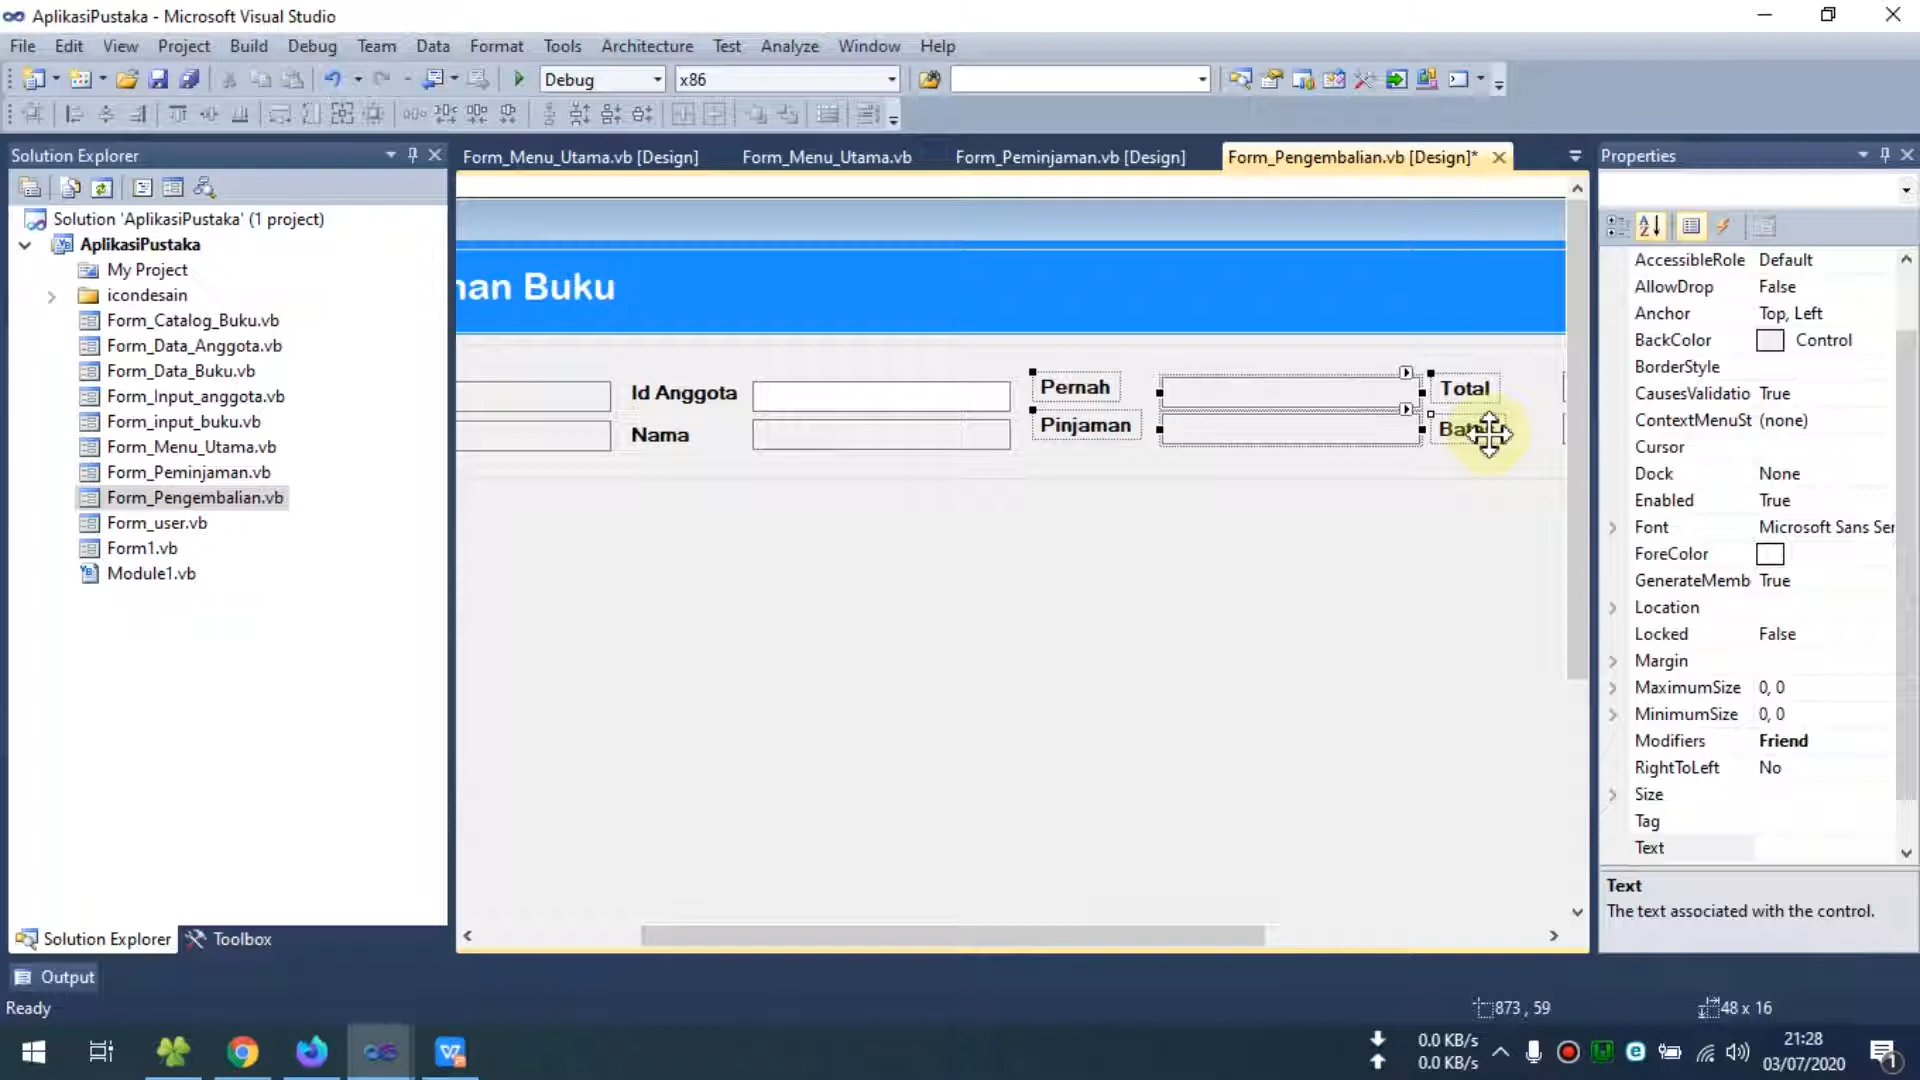 AplikasiPustaka - Microsoft Visual Studio
File Edit View Project Build Debug Team Data Format Tools Architecture Test Analyze Window Help
Debug x86
Solution Explorer
Form_Menu_Utama.vb [Design] Form_Menu_Utama.vb Form_Peminjaman.vb [Design] Form_Pengembalian.vb [Design]*
Properties
Solution 'AplikasiPustaka' (1 project)
AplikasiPustaka
My Project
icondesain
Form_Catalog_Buku.vb
Form_Data_Anggota.vb
Form_Data_Buku.vb
Form_Input_anggota.vb
Form_input_buku.vb
Form_Menu_Utama.vb
Form_Peminjaman.vb
Form_Pengembalian.vb
Form_user.vb
Form1.vb
Module1.vb
Solution Explorer Toolbox
nan Buku
Id Anggota Pernah Total
Nama Pinjaman
AccessibleRole Default
AllowDrop False
Anchor Top, Left
BackColor Control
BorderStyle
CausesValidatio True
ContextMenuSt (none)
Cursor
Dock None
Enabled True
Font Microsoft Sans Ser
ForeColor
GenerateMemb True
Location
Locked False
Margin
MaximumSize 0, 0
MinimumSize 0, 0
Modifiers Friend
RightToLeft No
Size
Tag
Text
Text
The text associated with the control.
Output
Ready 873 , 59 48 x 16
0.0 KB/s
0.0 KB/s
21:28
03/07/2020
1